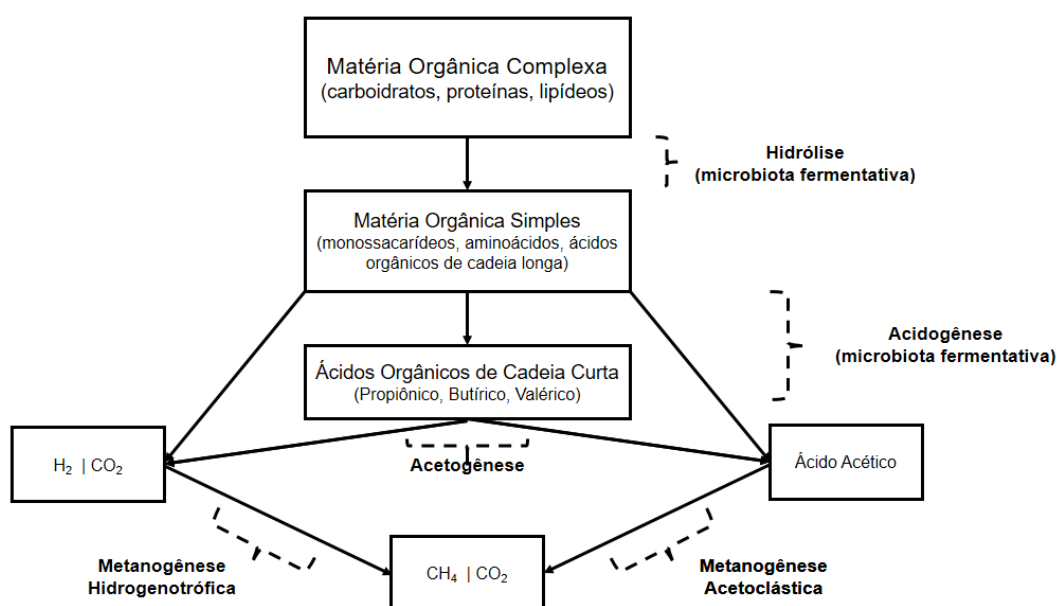 Matéria Orgânica Complexa
(carboidratos, proteínas, lipídeos)
Hidrólise
(microbiota fermentativa)
Matéria Orgânica Simples
(monossacarídeos, aminoácidos, ácidos
orgânicos de cadeia longa)
Acidogênese
(microbiota fermentativa)
Ácidos Orgânicos de Cadeia Curta
(Propiônico, Butírico, Valérico)
H₂ | CO₂
Acetogênese
Ácido Acético
Metanogênese
Hidrogenotrófica
CH₄ | CO₂
Metanogênese
Acetoclástica